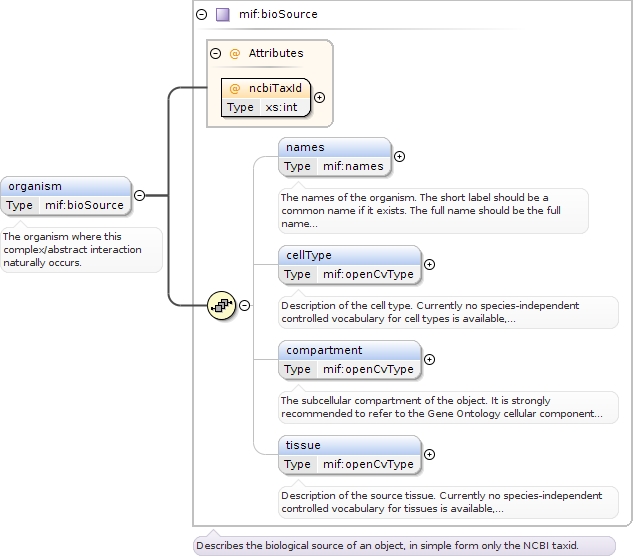 mif:bioSource
@ Attributes
@ ncbiTaxId
Type xs:int
names
Type mif:names
The names of the organism. The short label should be a
common name if it exists. The full name should be the full
name...
organism
Type mif:bioSource
The organism where this
complex/abstract interaction
naturally occurs.
cellType
Type mif:openCvType
Description of the cell type. Currently no species-independent
controlled vocabulary for cell types is available,...
compartment
Type mif:openCvType
The subcellular compartment of the object. It is strongly
recommended to refer to the Gene Ontology cellular component...
tissue
Type mif:openCvType
Description of the source tissue. Currently no species-independent
controlled vocabulary for tissues is available,...
Describes the biological source of an object, in simple form only the NCBI taxid.